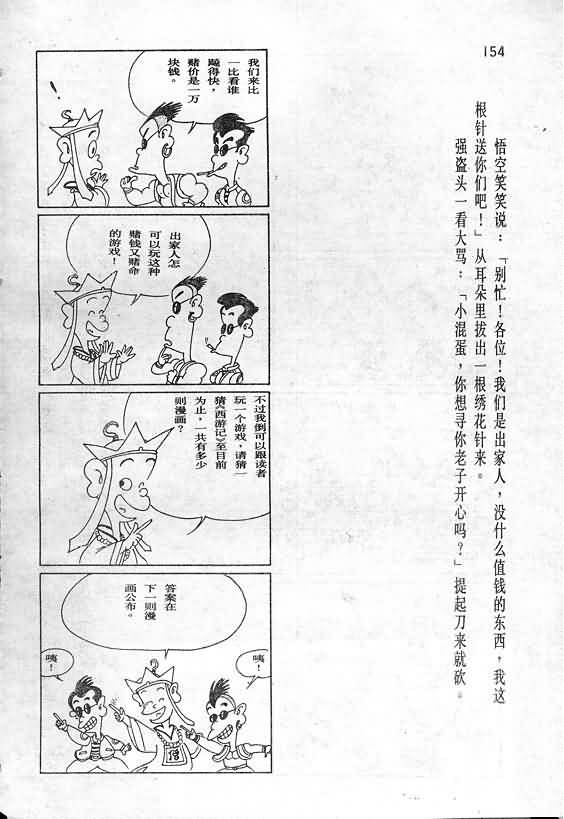 154
悟空笑笑说：「别忙！各位！我们是出家人，没什么值钱的东西，我这
根针送你们吧！」从耳朵里拔出一根绣花针来。
强盗头一看大骂：「小混蛋，你想寻你老子开心吗？」提起刀来就砍。
我们来比
一比看谁
跷得快，
赌价是一万
块钱。
！
出家人怎
可以玩这种
赌钱又赌命
的游戏！
不过我倒可以跟读者
玩一个游戏，请猜一
猜《西游记》至目前
为止，一共有多少
则漫画？
答案在
下一则漫
画公布。
咦！
咦！
僧